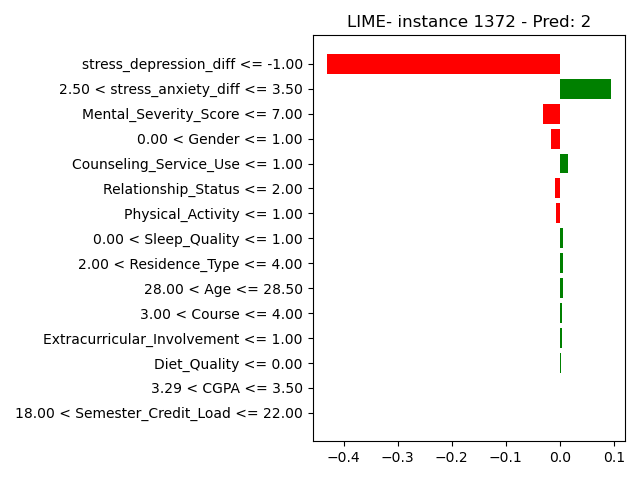 LIME- instance 1372 - Pred: 2
stress_depression_diff <= -1.00
2.50 < stress_anxiety_diff <= 3.50
Mental_Severity_Score <= 7.00
0.00 < Gender <= 1.00
Counseling_Service_Use <= 1.00
Relationship_Status <= 2.00
Physical_Activity <= 1.00
0.00 < Sleep_Quality <= 1.00
2.00 < Residence_Type <= 4.00
28.00 < Age <= 28.50
3.00 < Course <= 4.00
Extracurricular_Involvement <= 1.00
Diet_Quality <= 0.00
3.29 < CGPA <= 3.50
18.00 < Semester_Credit_Load <= 22.00
−0.4 −0.3 −0.2 −0.1 0.0 0.1